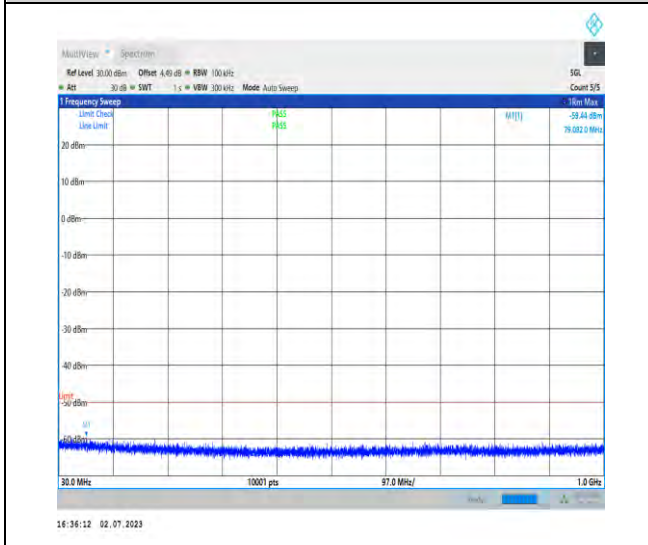 MultiView Spectrum
Ref Level 30.00 dBm Offset 4.49 dB RBW 100 kHz SGL
Att 30 dB SWT 1 s VBW 300 kHz Mode Auto Sweep Count 5/5
1 Frequency Sweep 1Rm Max
Limit Check PASS M1[1] -59.44 dBm
Line Limit PASS 79.002 0 MHz
20 dBm
10 dBm
0 dBm
-10 dBm
-20 dBm
-30 dBm
-40 dBm
Limit
-50 dBm
M1
-60 dBm
30.0 MHz 10001 pts 97.0 MHz/ 1.0 GHz
16:36:12 02.07.2023